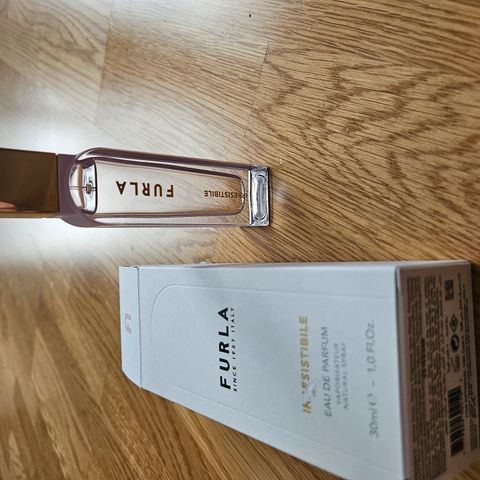 FURLA
IRRESISTIBILE
FURLA
SINCE 1927 ITALY
IRRESISTIBILE
EAU DE PARFUM
VAPORISATEUR
NATURAL SPRAY
30ml e - 1,0 Fl.Oz.